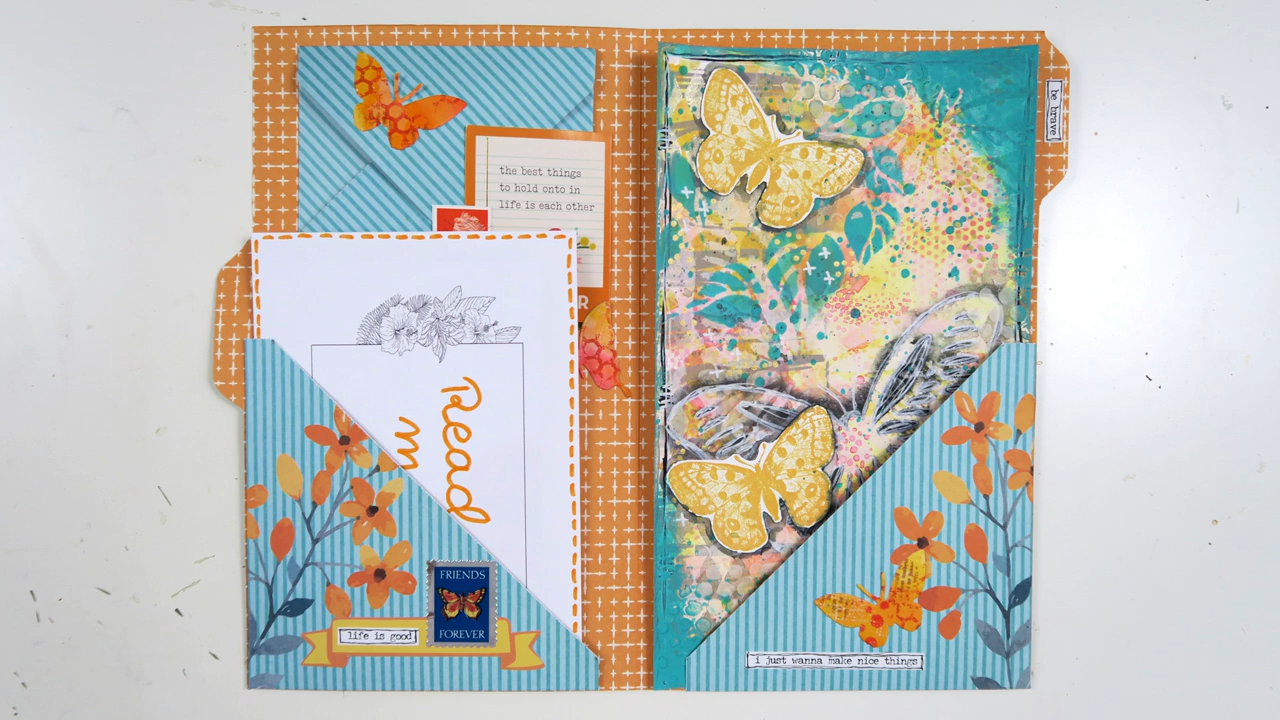 the best things
to hold onto in
life is each other
R
Read
m
FRIENDS
FOREVER
life is good
be brave
i just wanna make nice things